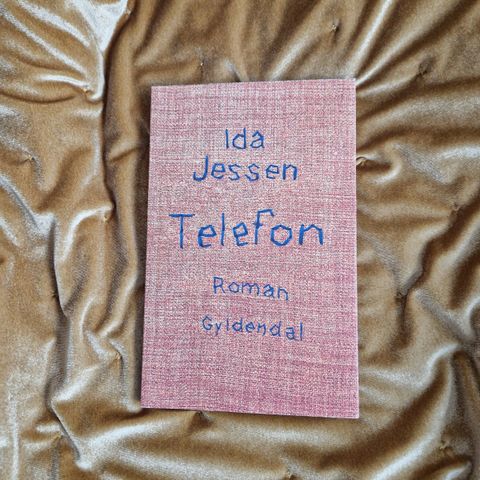 Ida
Jessen
Telefon
Roman
Gyldendal